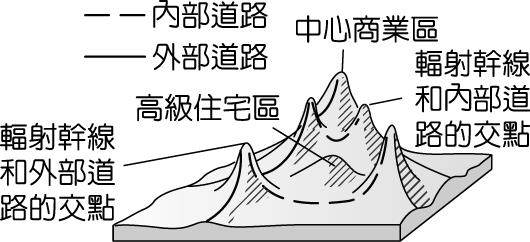 內部道路
外部道路
中心商業區
輻射幹線
和內部道
路的交點
高級住宅區
輻射幹線
和外部道
路的交點